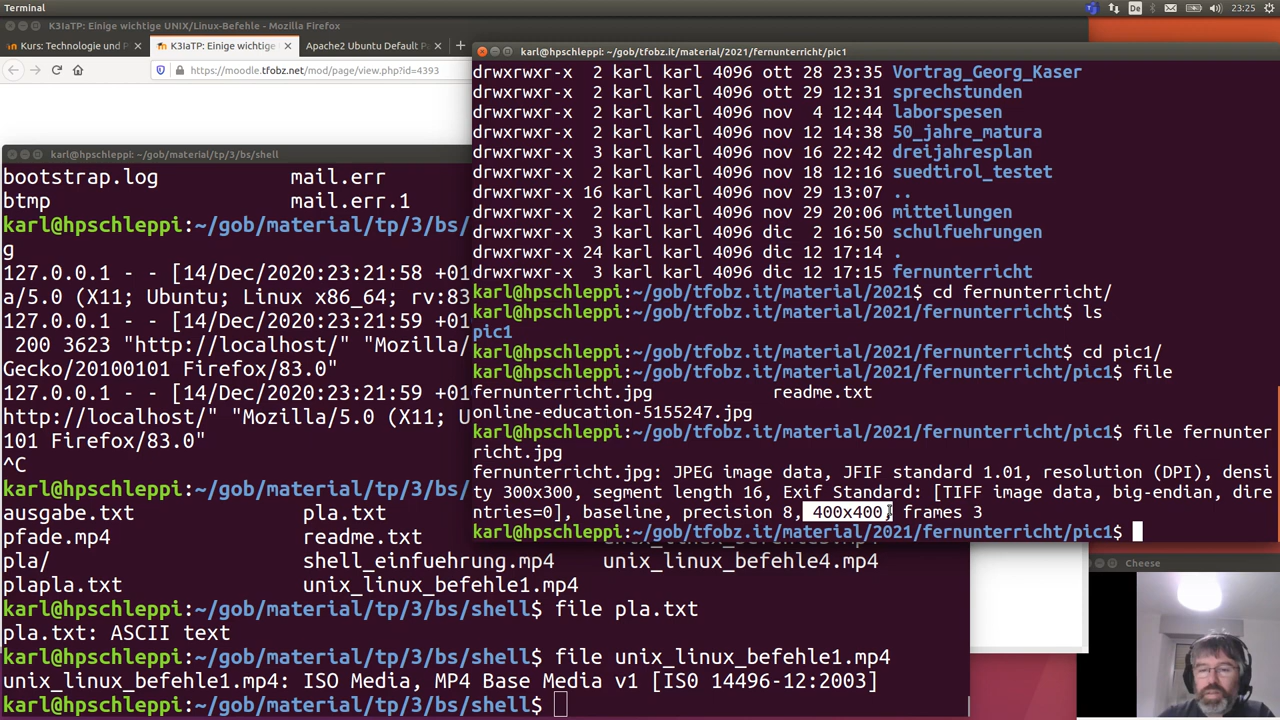 Terminal
De
23:25
K3IaTP: Einige wichtige UNIX/Linux-Befehle - Mozilla Firefox
Kurs: Technologie und P
K3IaTP: Einige wichtige
Apache2 Ubuntu Default P
https://moodle.tfobz.net/mod/page/view.php?id=4393
karl@hpschleppi: ~/gob/tfobz.it/material/2021/fernunterricht/pic1
drwxrwxr-x  2 karl karl 4096 ott 28 23:35 Vortrag_Georg_Kaser
drwxrwxr-x  2 karl karl 4096 ott 29 12:31 sprechstunden
drwxrwxr-x  2 karl karl 4096 nov  4 12:44 laborspesen
drwxrwxr-x  2 karl karl 4096 nov 12 14:38 50_jahre_matura
drwxrwxr-x  3 karl karl 4096 nov 16 22:42 dreijahresplan
drwxrwxr-x  2 karl karl 4096 nov 18 12:16 suedtirol_testet
drwxrwxr-x 16 karl karl 4096 nov 29 13:07 ..
drwxrwxr-x  2 karl karl 4096 nov 29 20:06 mitteilungen
drwxrwxr-x  3 karl karl 4096 dic  2 16:50 schulfuehrungen
drwxrwxr-x 24 karl karl 4096 dic 12 17:14 .
drwxrwxr-x  3 karl karl 4096 dic 12 17:15 fernunterricht
karl@hpschleppi:~/gob/tfobz.it/material/2021$ cd fernunterricht/
karl@hpschleppi:~/gob/tfobz.it/material/2021/fernunterricht$ ls
pic1
karl@hpschleppi:~/gob/tfobz.it/material/2021/fernunterricht$ cd pic1/
karl@hpschleppi:~/gob/tfobz.it/material/2021/fernunterricht/pic1$ file
fernunterricht.jpg            readme.txt
online-education-5155247.jpg
karl@hpschleppi:~/gob/tfobz.it/material/2021/fernunterricht/pic1$ file fernunter
richt.jpg
fernunterricht.jpg: JPEG image data, JFIF standard 1.01, resolution (DPI), densi
ty 300x300, segment length 16, Exif Standard: [TIFF image data, big-endian, dire
ntries=0], baseline, precision 8, 400x400, frames 3
karl@hpschleppi:~/gob/tfobz.it/material/2021/fernunterricht/pic1$
karl@hpschleppi: ~/gob/material/tp/3/bs/shell
bootstrap.log           mail.err
btmp                    mail.err.1
karl@hpschleppi:~/gob/material/tp/3/bs/shell
g
127.0.0.1 - - [14/Dec/2020:23:21:58 +01
a/5.0 (X11; Ubuntu; Linux x86_64; rv:83
127.0.0.1 - - [14/Dec/2020:23:21:59 +01
 200 3623 "http://localhost/" "Mozilla/
Gecko/20100101 Firefox/83.0"
127.0.0.1 - - [14/Dec/2020:23:21:59 +01
http://localhost/" "Mozilla/5.0 (X11; U
101 Firefox/83.0"
^C
karl@hpschleppi:~/gob/material/tp/3/bs/shell
ausgabe.txt              pla.txt
pfade.mp4                readme.txt
pla/                     shell_einfuehrung.mp4    unix_linux_befehle4.mp4
plapla.txt               unix_linux_befehle1.mp4
karl@hpschleppi:~/gob/material/tp/3/bs/shell$ file pla.txt
pla.txt: ASCII text
karl@hpschleppi:~/gob/material/tp/3/bs/shell$ file unix_linux_befehle1.mp4
unix_linux_befehle1.mp4: ISO Media, MP4 Base Media v1 [IS0 14496-12:2003]
karl@hpschleppi:~/gob/material/tp/3/bs/shell$
Cheese